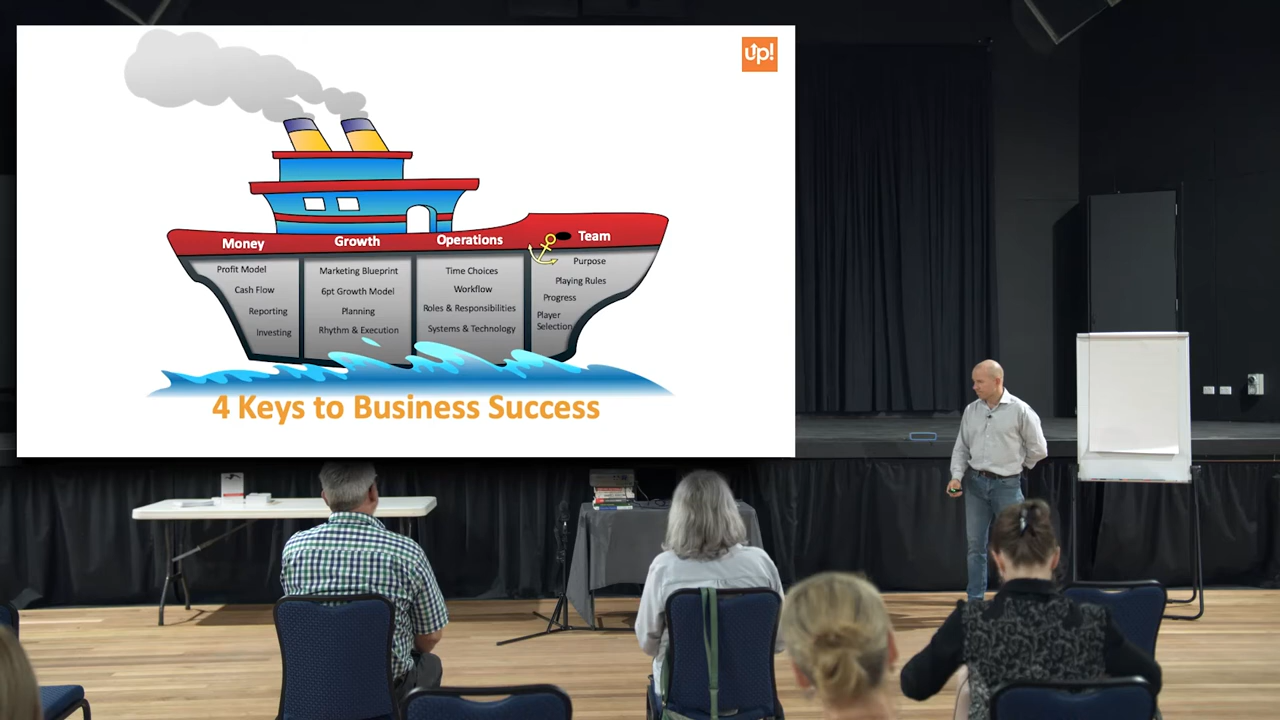 up!
Money
Growth
Operations
Team
Profit Model
Cash Flow
Reporting
Investing
Marketing Blueprint
6pt Growth Model
Planning
Rhythm & Execution
Time Choices
Workflow
Roles & Responsibilities
Systems & Technology
Purpose
Playing Rules
Progress
Player
Selection
4 Keys to Business Success